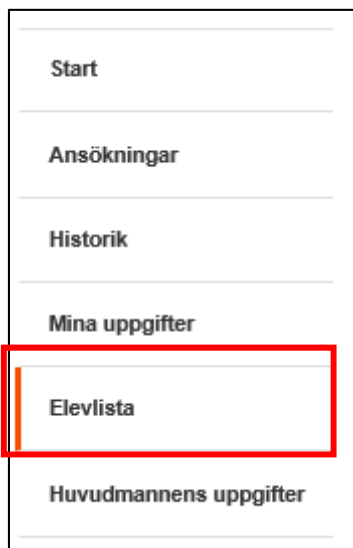 Start
Ansökningar
Historik
Mina uppgifter
Elevlista
Huvudmannens uppgifter